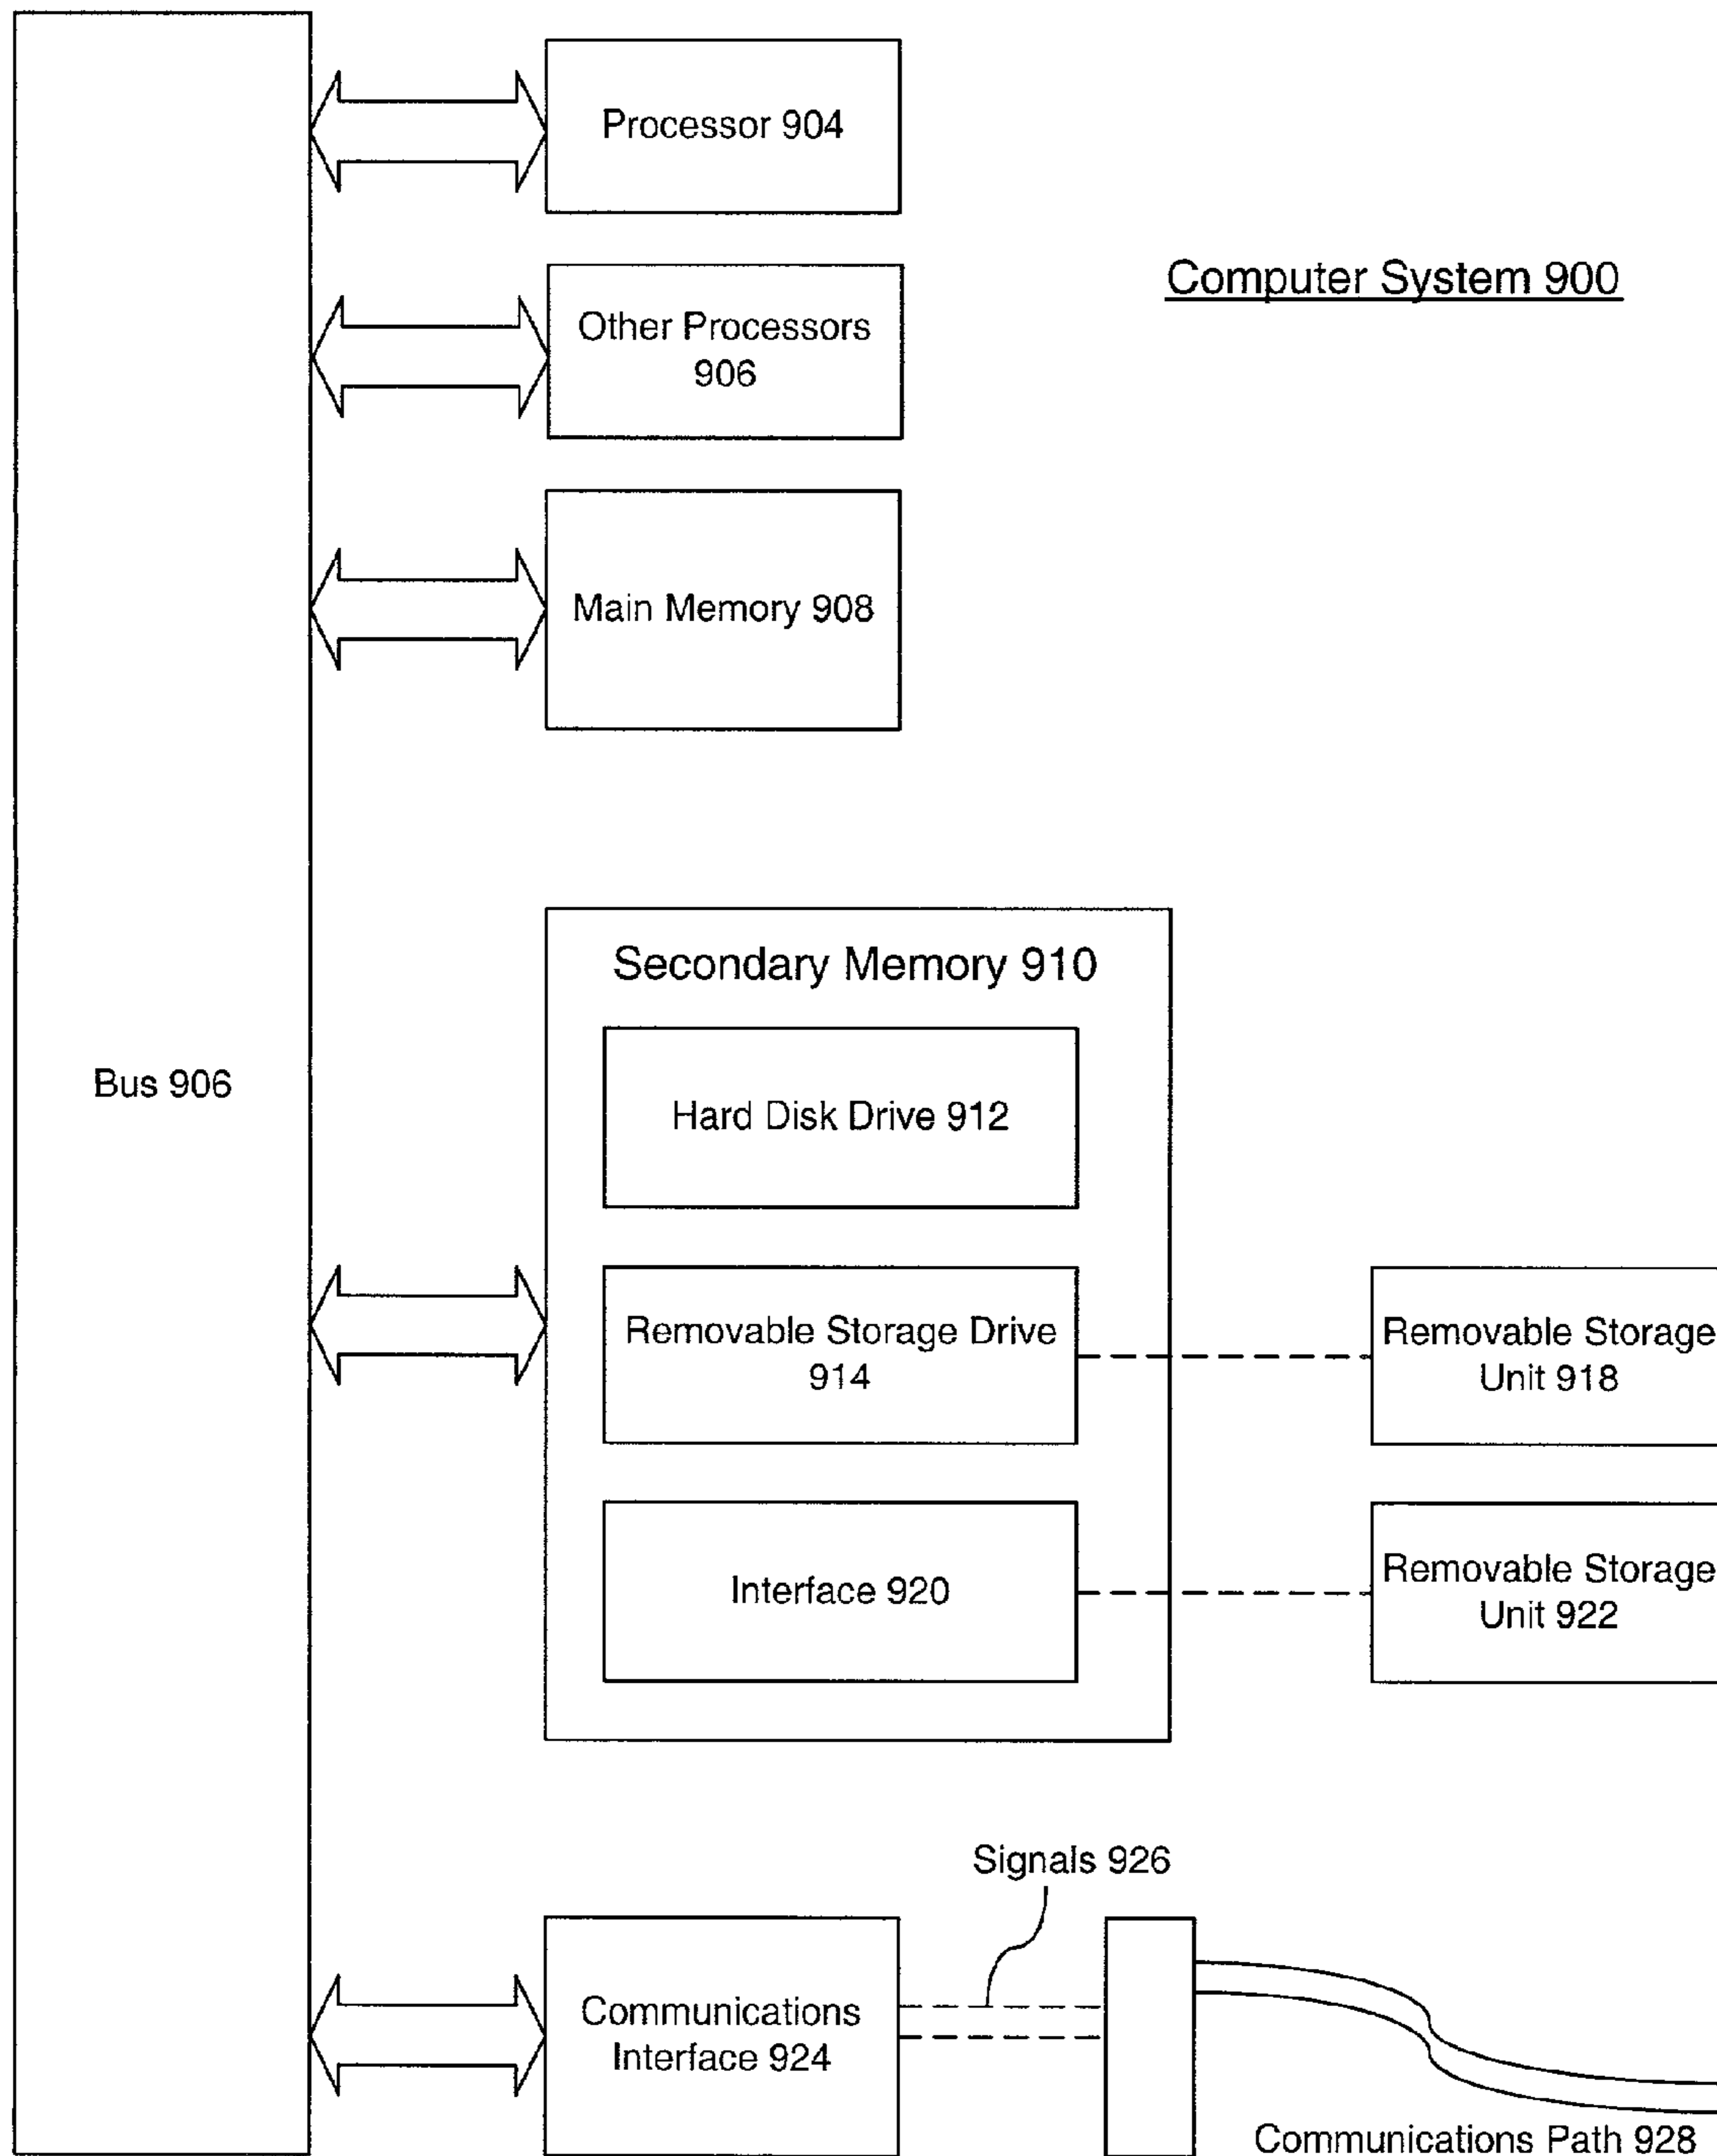 Processor 904
Computer System 900
Other Processors
906
Main Memory 908
Secondary Memory 910
Bus 906
Hard Disk Drive 912
Removable Storage Drive
914
Removable Storage
Unit 918
Interface 920
Removable Storage
Unit 922
Signals 926
Communications
Interface 924
Communications Path 928